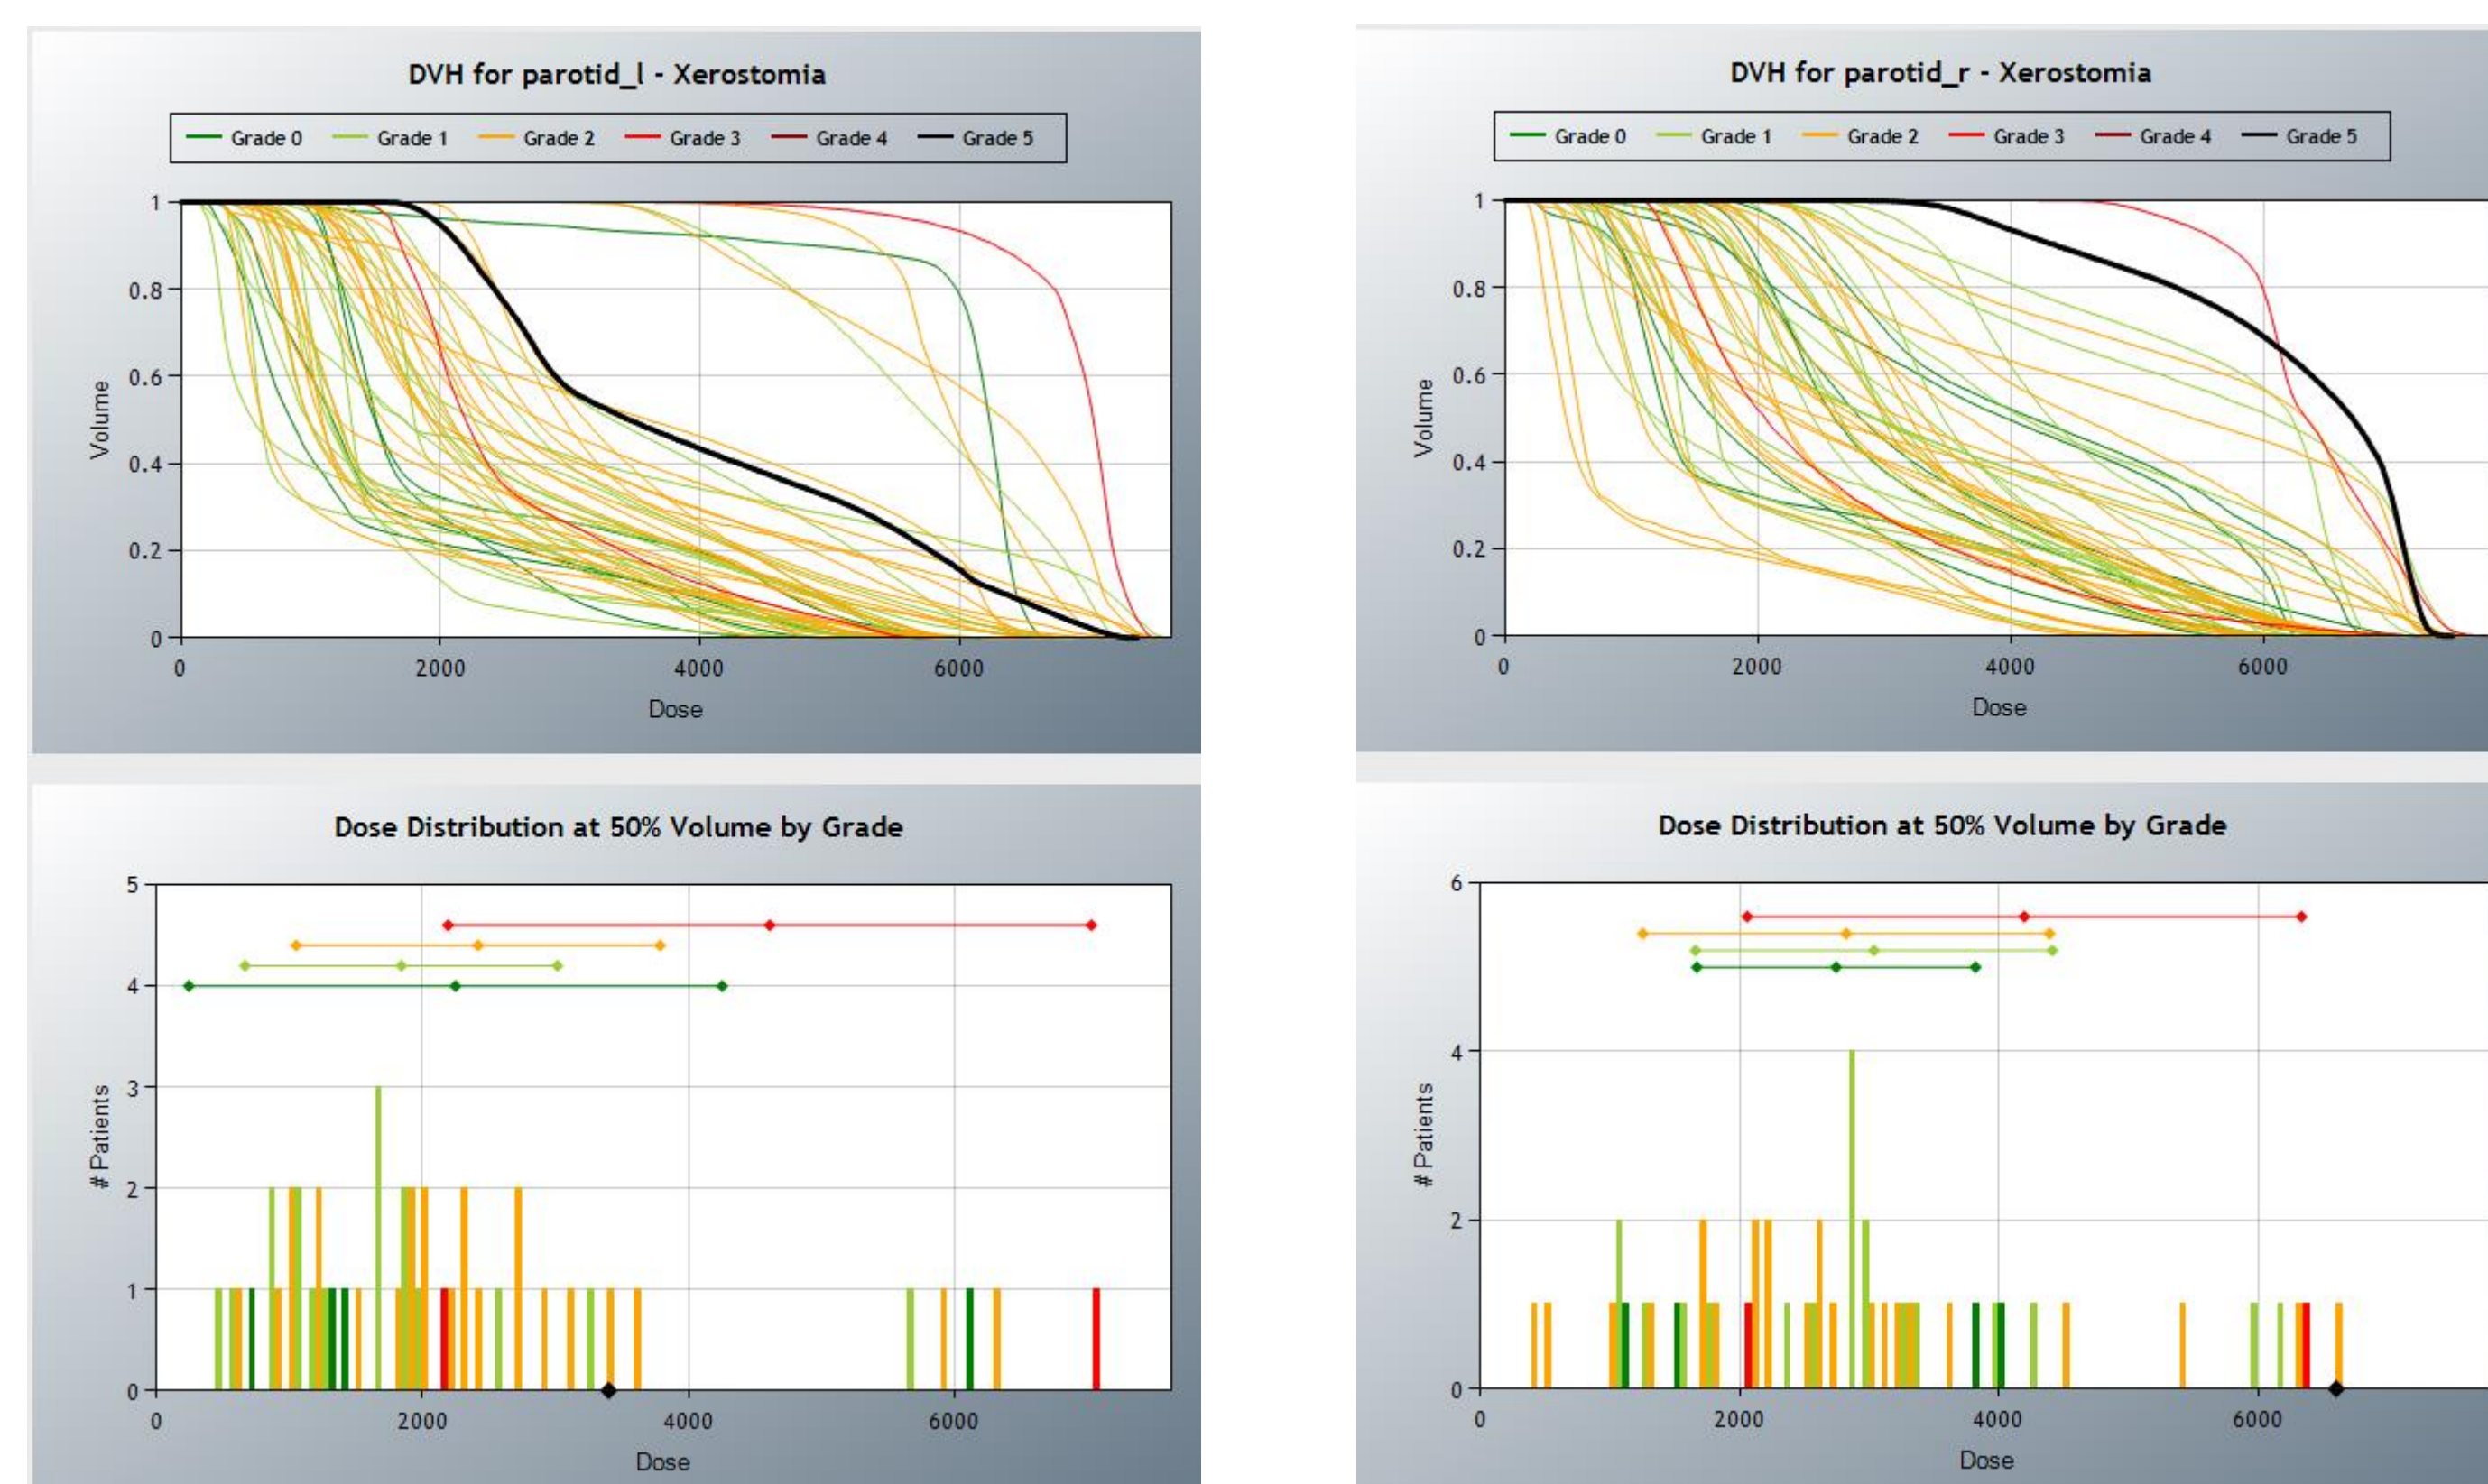 DVH for parotid_l - Xerostomia
Grade 0 Grade 1 Grade 2 Grade 3 Grade 4 Grade 5
1
0.8
0.6
0.4
0.2
0
Volume
0 2000 4000 6000
Dose
DVH for parotid_r - Xerostomia
Grade 0 Grade 1 Grade 2 Grade 3 Grade 4 Grade 5
1
0.8
0.6
0.4
0.2
0
Volume
0 2000 4000 6000
Dose
Dose Distribution at 50% Volume by Grade
5
4
3
2
1
0
# Patients
0 2000 4000 6000
Dose
Dose Distribution at 50% Volume by Grade
6
4
2
0
# Patients
0 2000 4000 6000
Dose